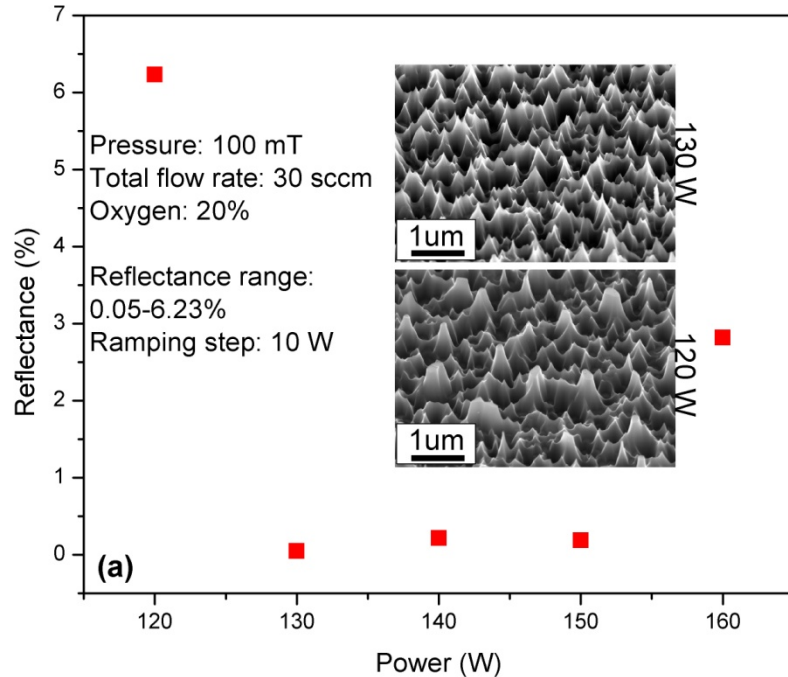 7
6
5
4
3
2
1
0
Reflectance (%)
Pressure: 100 mT
Total flow rate: 30 sccm
Oxygen: 20%
Reflectance range:
0.05-6.23%
Ramping step: 10 W
1um
130 W
1um
120 W
(a)
120
130
140
150
160
Power (W)